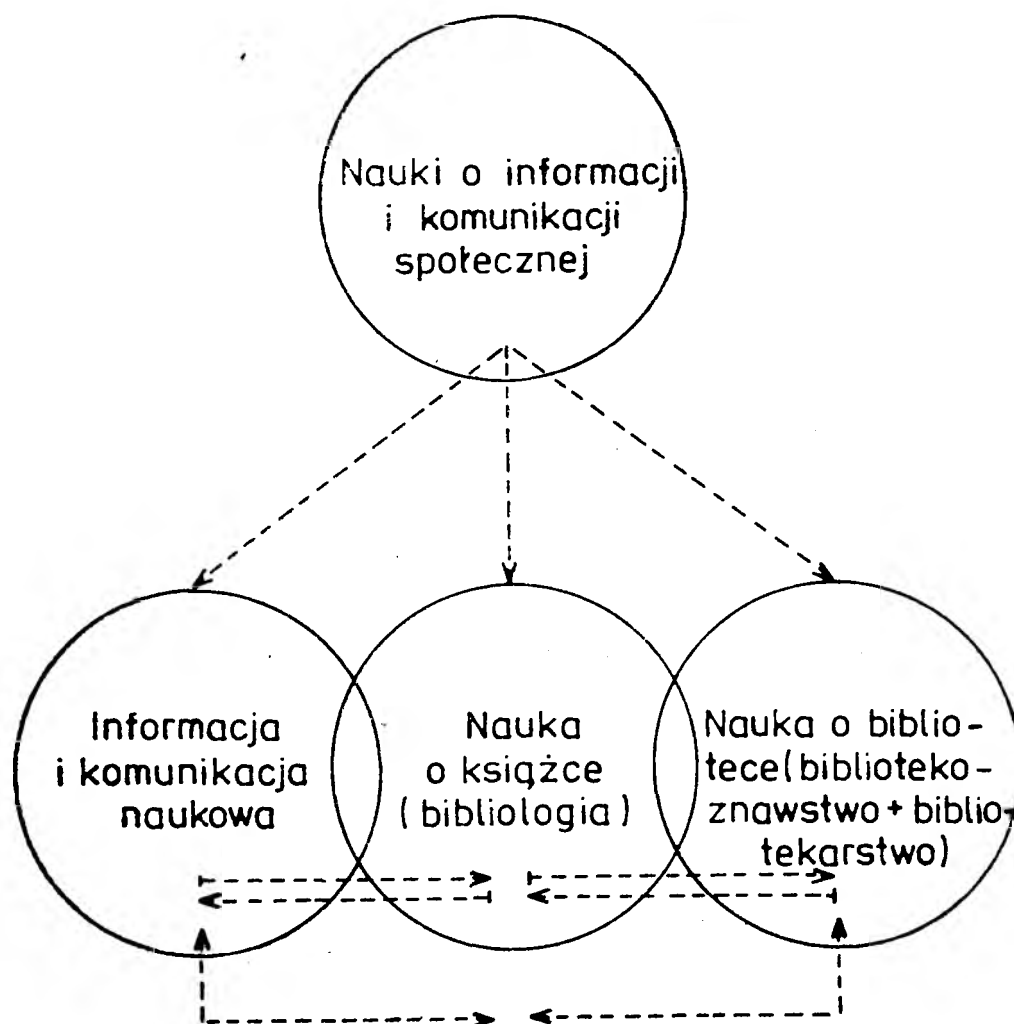 Nauki o informacji
i komunikacji
społecznej
Informacja
i komunikacja
naukowa
Nauka
o książce
(bibliologia)
Nauka o biblio-
tece(biblioteko-
znawstwo+biblio-
tekarstwo)